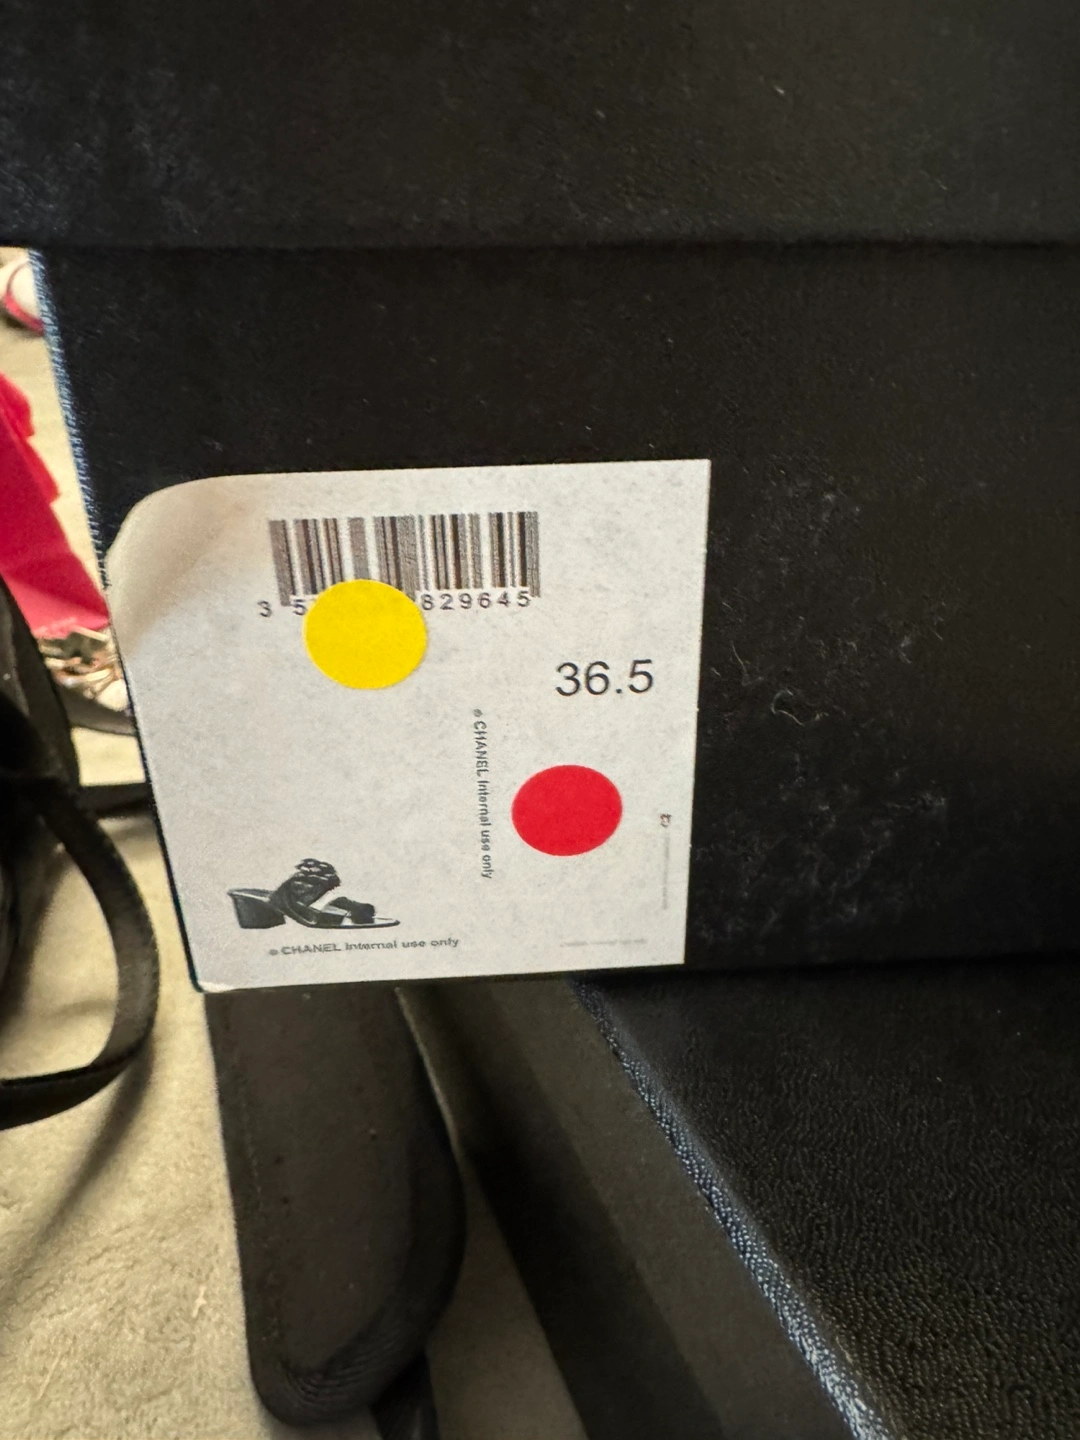 3 5 829645
36.5
© CHANEL Internal use only
© CHANEL Internal use only